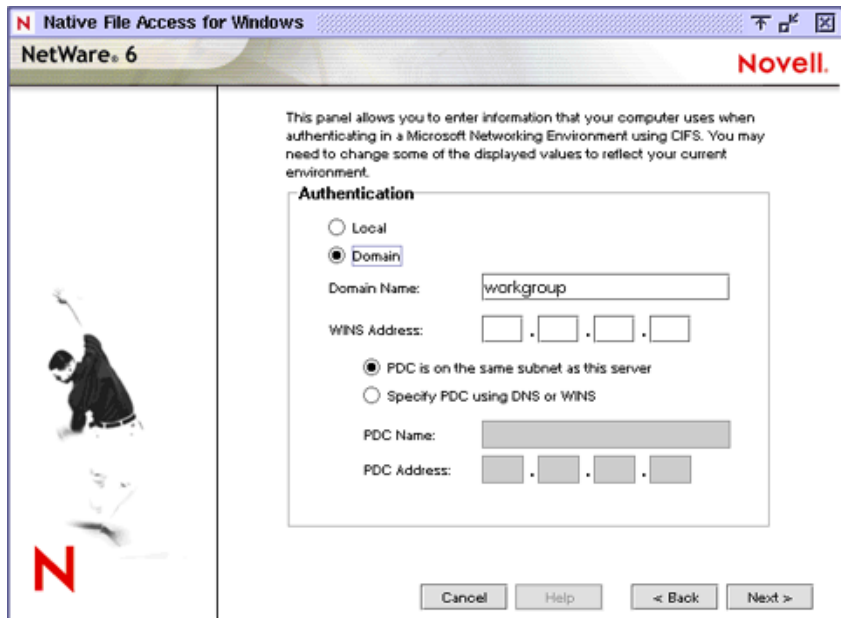 N Native File Access for Windows
NetWare® 6
Novell.
This panel allows you to enter information that your computer uses when
authenticating in a Microsoft Networking Environment using CIFS. You may
need to change some of the displayed values to reflect your current
environment.
Authentication
Local
Domain
Domain Name: workgroup
WINS Address: . . .
PDC is on the same subnet as this server
Specify PDC using DNS or WINS
PDC Name:
PDC Address: . . .
N
Cancel Help < Back Next >